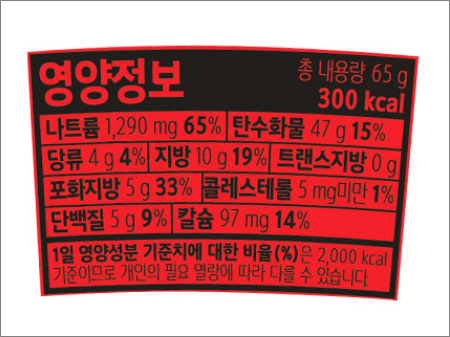 영양정보 총 내용량 65 g
300 kcal
나트륨 1,290 mg 65% 탄수화물 47 g 15%
당류 4 g 4% 지방 10 g 19% 트랜스지방 0 g
포화지방 5 g 33% 콜레스테롤 5 mg미만 1%
단백질 5 g 9% 칼슘 97 mg 14%
1일 영양성분 기준치에 대한 비율(%)은 2,000 kcal
기준이므로 개인의 필요 열량에 따라 다를 수 있습니다.